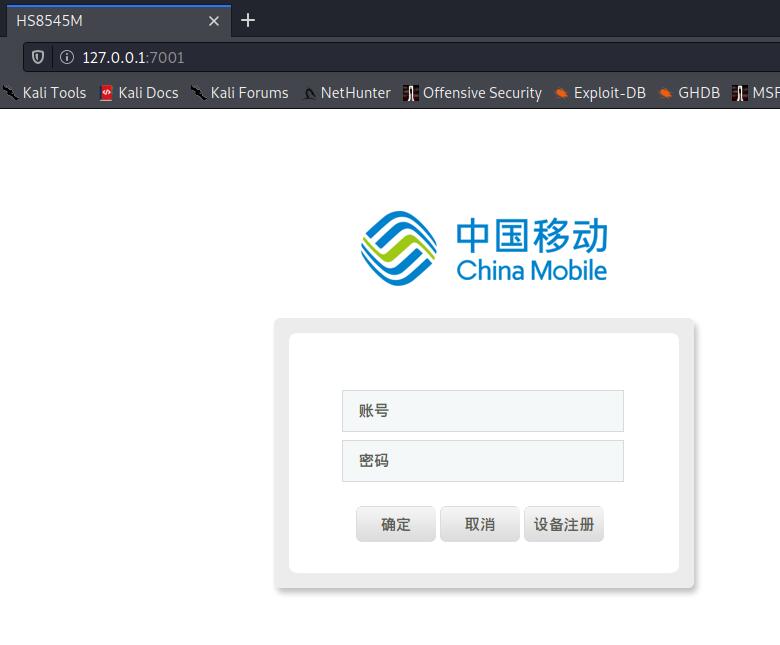 HS8545M
127.0.0.1:7001
Kali Tools Kali Docs Kali Forums NetHunter Offensive Security Exploit-DB GHDB MSF
中国移动
China Mobile
账号
密码
确定 取消 设备注册